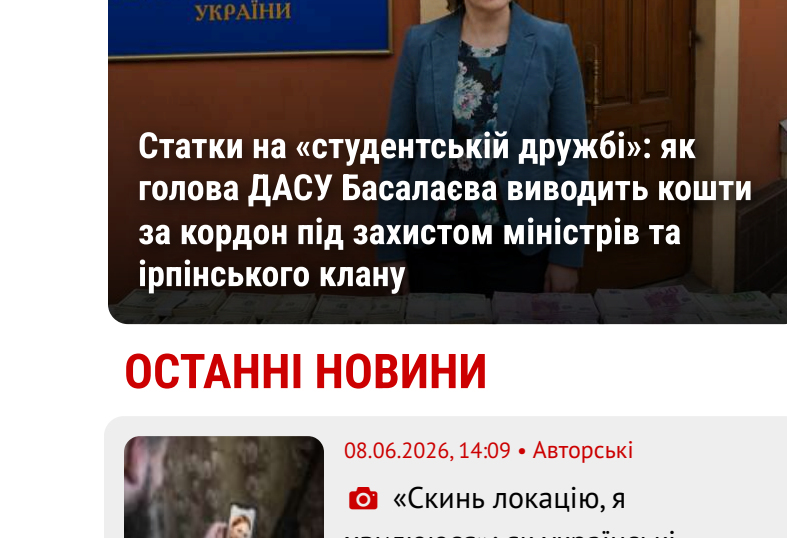 УКРАЇНИ
Статки на «студентській дружбі»: як
голова ДАСУ Басалаєва виводить кошти
за кордон під захистом міністрів та
ірпінського клану
ОСТАННІ НОВИНИ
08.06.2026, 14:09 • Авторські
«Скинь локацію, я